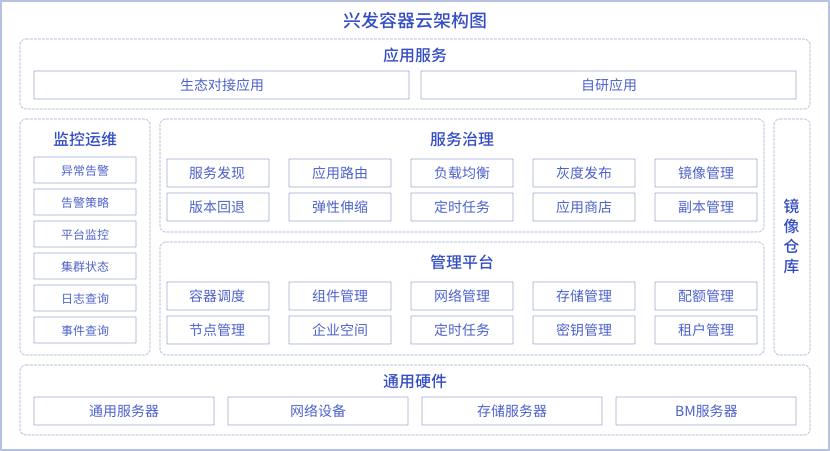 兴发容器云架构图
应用服务
生态对接应用
自研应用
监控运维
异常告警
告警策略
平台监控
集群状态
日志查询
事件查询
服务治理
服务发现
应用路由
负载均衡
灰度发布
镜像管理
版本回退
弹性伸缩
定时任务
应用商店
副本管理
管理平台
容器调度
组件管理
网络管理
存储管理
配额管理
节点管理
企业空间
定时任务
密钥管理
租户管理
镜像仓库
通用硬件
通用服务器
网络设备
存储服务器
BM服务器